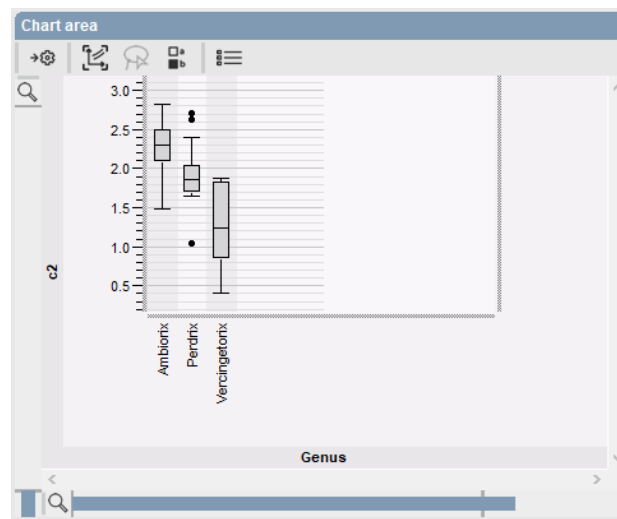 Chart area
a
b
3.0
2.5
2.0
1.5
1.0
0.5
c2
Ambiorix
Perdrix
Vercingetorix
Genus